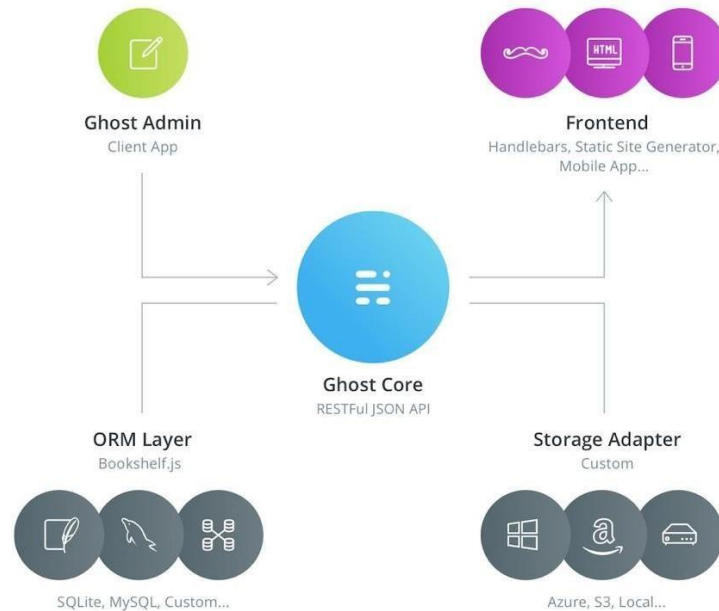 Ghost Admin
Client App
HTML
Frontend
Handlebars, Static Site Generator,
Mobile App...
Ghost Core
RESTFul JSON API
ORM Layer
Bookshelf.js
SQLite, MySQL, Custom...
Storage Adapter
Custom
a
Azure, S3, Local...